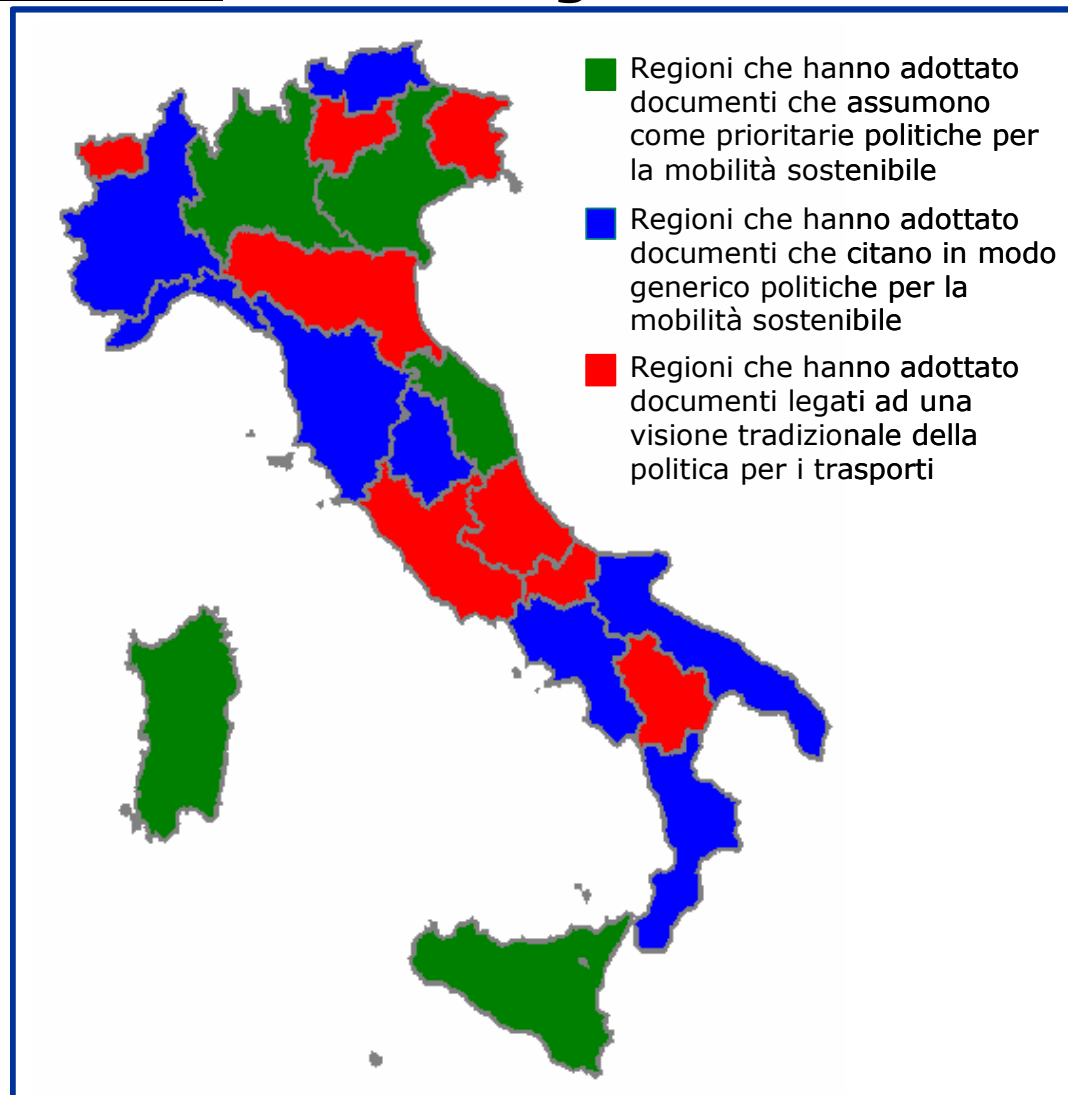 Regioni che hanno adottato
documenti che assumono
come prioritarie politiche per
la mobilità sostenibile
Regioni che hanno adottato
documenti che citano in modo
generico politiche per la
mobilità sostenibile
Regioni che hanno adottato
documenti legati ad una
visione tradizionale della
politica per i trasporti